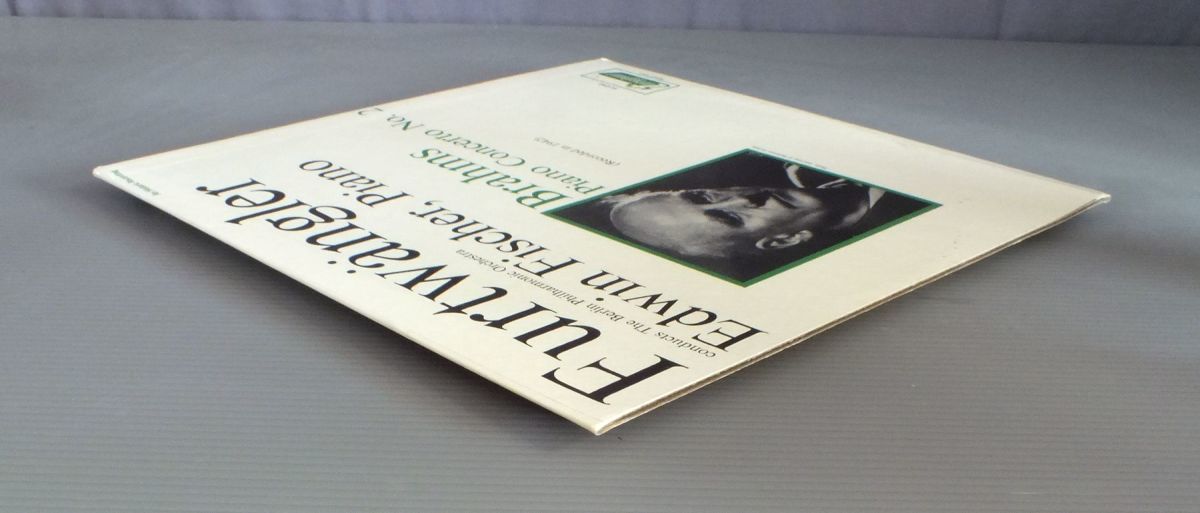 Furtwängler
conducts The Berlin Philharmonic Orchestra
Edwin Fischer, Piano
Brahms
Piano Concerto No. 2
(Recorded in 1942)